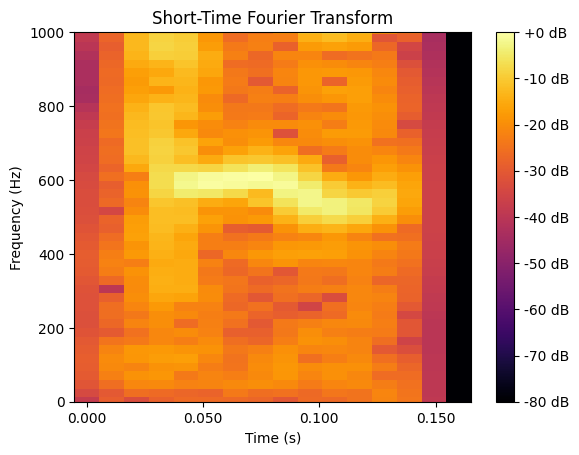 Short-Time Fourier Transform
1000
800
600
400
200
0
Frequency (Hz)
0.000
0.050
0.100
0.150
Time (s)
+0 dB
-10 dB
-20 dB
-30 dB
-40 dB
-50 dB
-60 dB
-70 dB
-80 dB